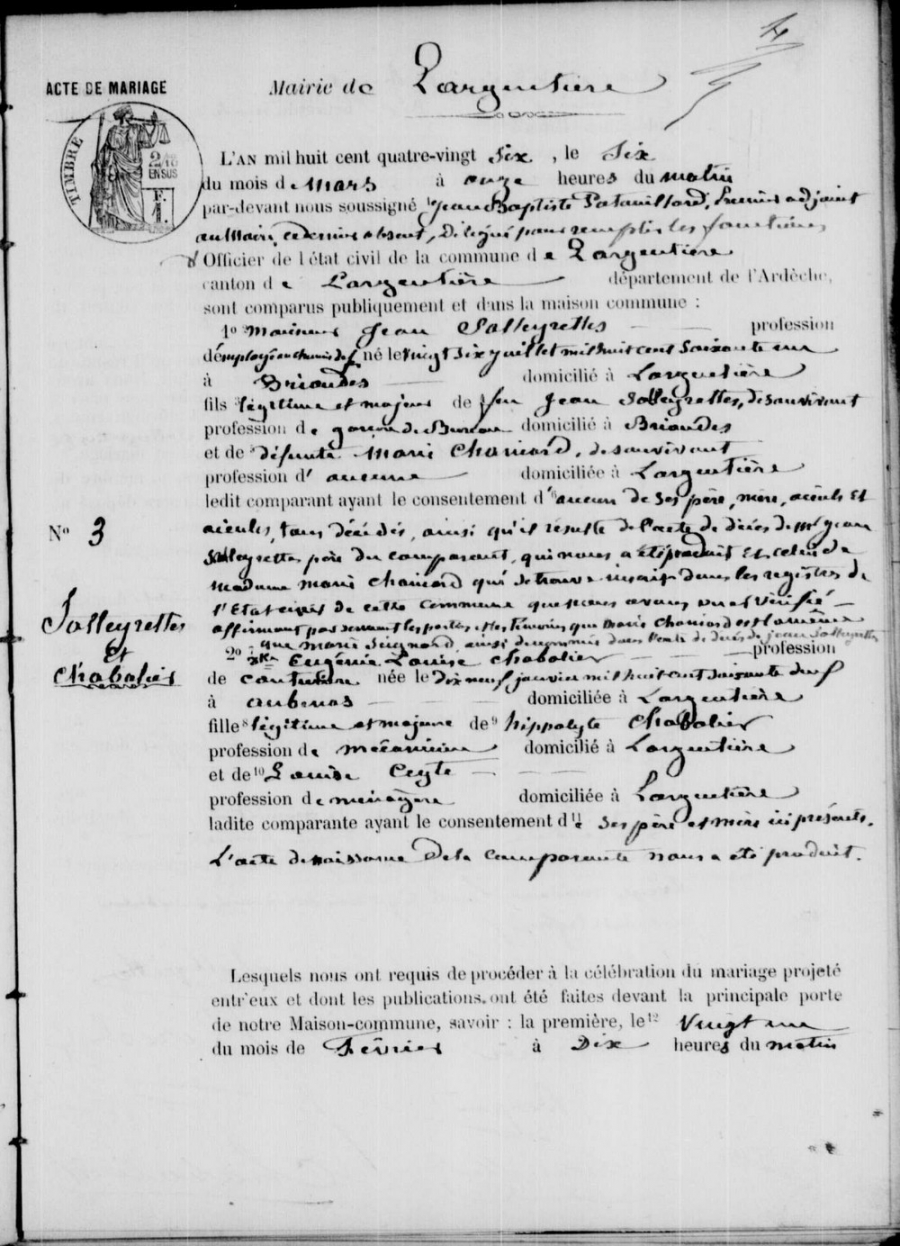 ACTE DE MARIAGE
Mairie de Largentière
TIMBRE
2/10
EN SUS
F.
1.
L'AN mil huit cent quatre-vingt Six, le Six
du mois de Mars à onze heures du matin
par-devant nous soussigné Jean Baptiste , Premier adjoint
au Maire, ce dernier absent, Délégué pour remplir les fonctions
d'Officier de l'état civil de la commune de Largentière
canton de Largentière département de l'Ardèche,
sont comparus publiquement et dans la maison commune :
1o Monsieur Jean Salleyrettes profession
d'employé en chemin de f né le vingt six juillet mil huit cent soixante un
à domicilié à Largentière
fils légitime et majeur de feu Jean Salleyrettes, de son vivant
profession de garçon de Bureau domicilié à
et de défunte Marie Chaniard, de son vivant
profession d' aucune domiciliée à Largentière
ledit comparant ayant le consentement d'aucun de ses père, mère, aïeuls et
aïeules, tous décédés, ainsi qu'il résulte de l'acte de décès de Mr Jean
Salleyrettes père du comparant, qui nous a été produit et celui de
madame Marie Chaniard qui se trouve inscrit dans les registres de
l'Etat civil de cette commune que nous avons vu et vérifié
affirmant par serment les parties et les témoins que Marie Chaniard est la même
que Marie , ainsi dénommée dans l'acte de décès de Jean Salleyrettes
No 3
Salleyrettes
et
Chabalier
2o Eugénie Louise Chabalier profession
de couturière née le dix neuf janvier mil huit cent soixante neuf
à Aubenas domiciliée à Largentière
fille légitime et majeure de hippolyte Chabalier
profession de mécanicien domicilié à Largentière
et de 10 Louise Ceyte
profession de ménagère domiciliée à Largentière
ladite comparante ayant le consentement de 11 ses père et mère ici présents.
L'acte de naissance de la comparante nous a été produit.
Lesquels nous ont requis de procéder à la célébration du mariage projeté
entr'eux et dont les publications. ont été faites devant la principale porte
de notre Maison-commune, savoir : la première, le 12 Vingt un
du mois de Février à Dix heures du matin